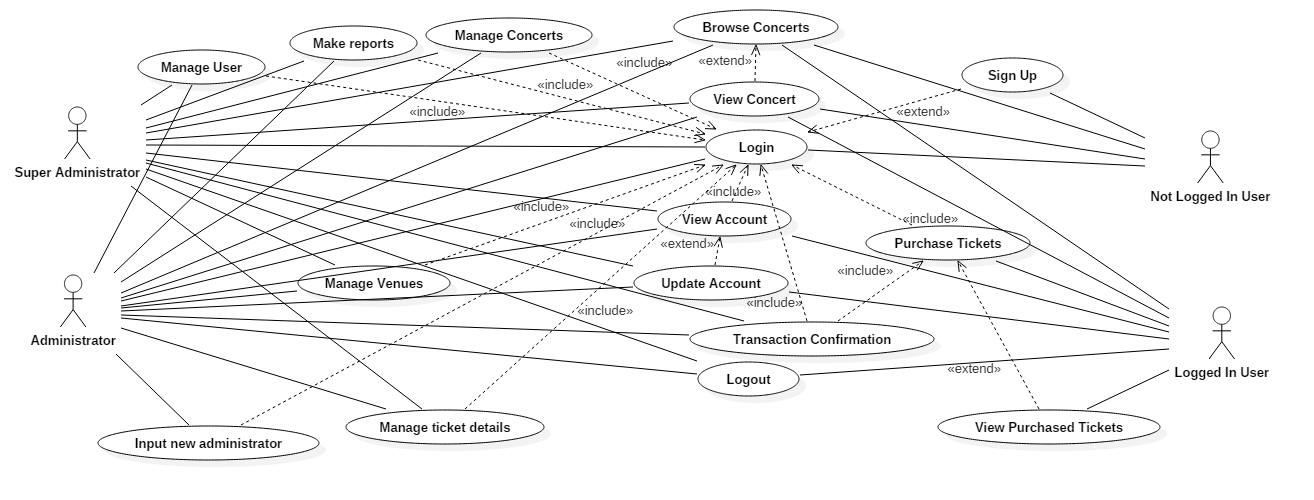 Browse Concerts
Manage Concerts
Make reports
«include»
«extend»
Manage User
Sign Up
«include»
View Concert
«include»
«extend»
Login
Super Administrator
Not Logged In User
«include»
«include»
«include»
View Account
«include»
«extend»
Purchase Tickets
«include»
Manage Venues
Update Account
«include»
«include»
Administrator
Transaction Confirmation
«extend»
Logged In User
Logout
Manage ticket details
View Purchased Tickets
Input new administrator